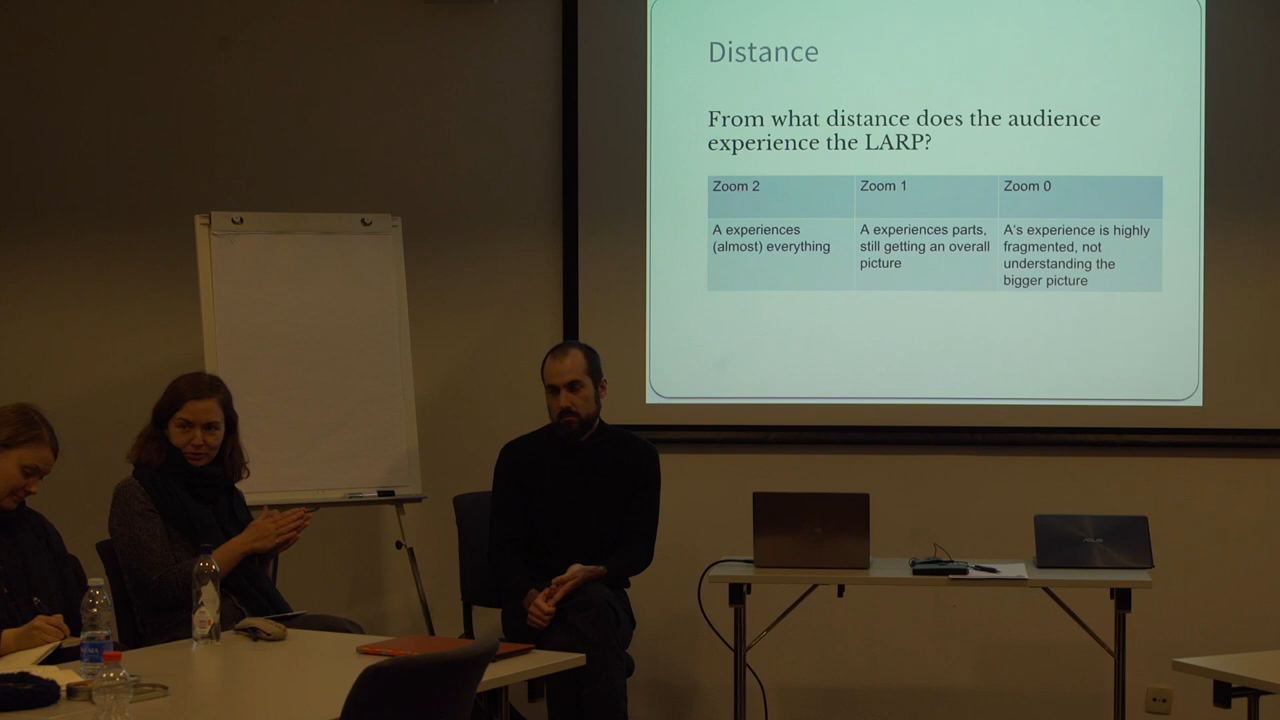 Distance
From what distance does the audience
experience the LARP?
Zoom 2
Zoom 1
Zoom 0
A experiences
(almost) everything
A experiences parts,
still getting an overall
picture
A's experience is highly
fragmented, not
understanding the
bigger picture
ASUS